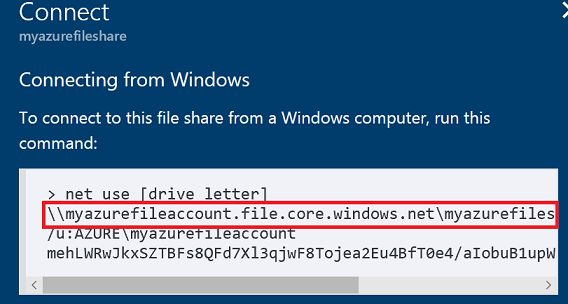 Connect
myazurefileshare
Connecting from Windows
To connect to this file share from a Windows computer, run this
command:
> net use [drive letter]
\\myazurefileaccount.file.core.windows.net\myazurefiles
/u:AZURE\myazurefileaccount
mehLWRwJkxSZTBFs8QFd7Xl3qjwF8Tojea2Eu4BfT0e4/aIobuB1upW